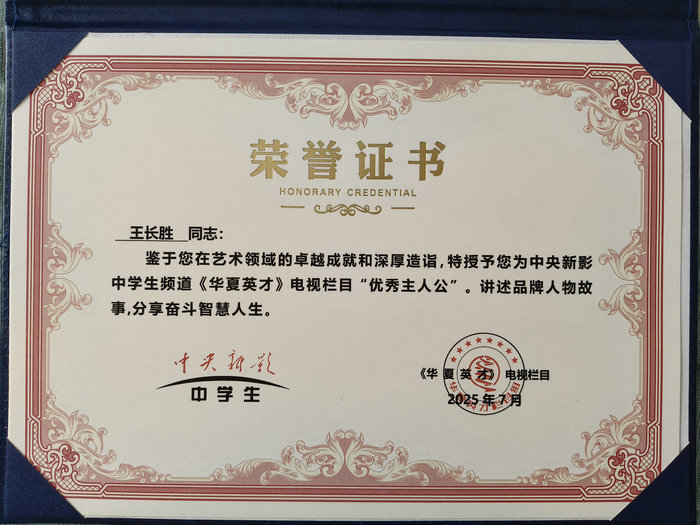 荣誉证书
HONORARY CREDENTIAL
王长胜 同志：
鉴于您在艺术领域的卓越成就和深厚造诣，特授予您为中央新影
中学生频道《华夏英才》电视栏目“优秀主人公”。讲述品牌人物故
事，分享奋斗智慧人生。
中央新影
中学生
《华夏英才》电视栏目
2025年7月